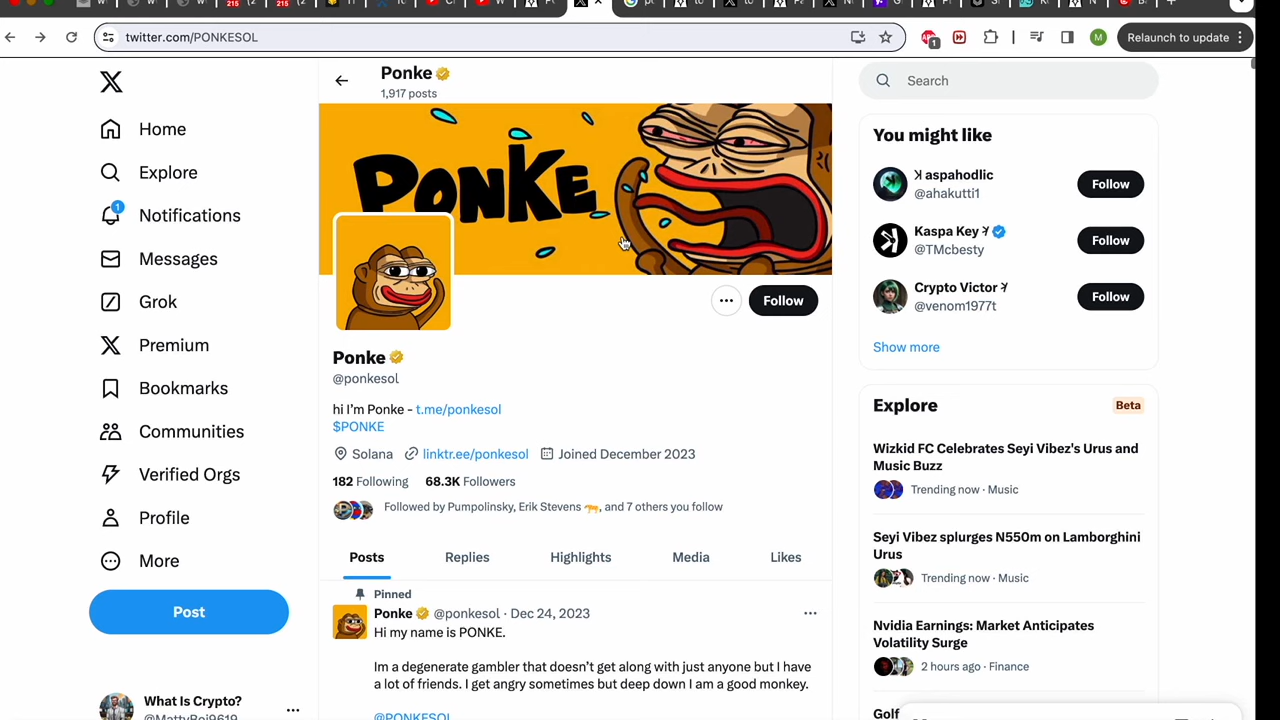 twitter.com/PONKESOL
1
M
Relaunch to update
Home
Explore
1
Notifications
Messages
Grok
Premium
Bookmarks
Communities
Verified Orgs
Profile
More
Post
What Is Crypto?
@MattyBoi9619
Ponke
1,917 posts
PONKE
Follow
Ponke
@ponkesol
hi I'm Ponke - t.me/ponkesol
$PONKE
Solana linktr.ee/ponkesol Joined December 2023
182 Following 68.3K Followers
Followed by Pumpolinsky, Erik Stevens 🐆, and 7 others you follow
Posts Replies Highlights Media Likes
Pinned
Ponke @ponkesol · Dec 24, 2023
Hi my name is PONKE.
Im a degenerate gambler that doesn't get along with just anyone but I have
a lot of friends. I get angry sometimes but deep down I am a good monkey.
@PONKESOL
Search
You might like
aspahodlic
@ahakutti1
Follow
Kaspa Key
@TMcbesty
Follow
Crypto Victor
@venom1977t
Follow
Show more
Explore
Beta
Wizkid FC Celebrates Seyi Vibez's Urus and
Music Buzz
Trending now · Music
Seyi Vibez splurges N550m on Lamborghini
Urus
Trending now · Music
Nvidia Earnings: Market Anticipates
Volatility Surge
2 hours ago · Finance
Golf